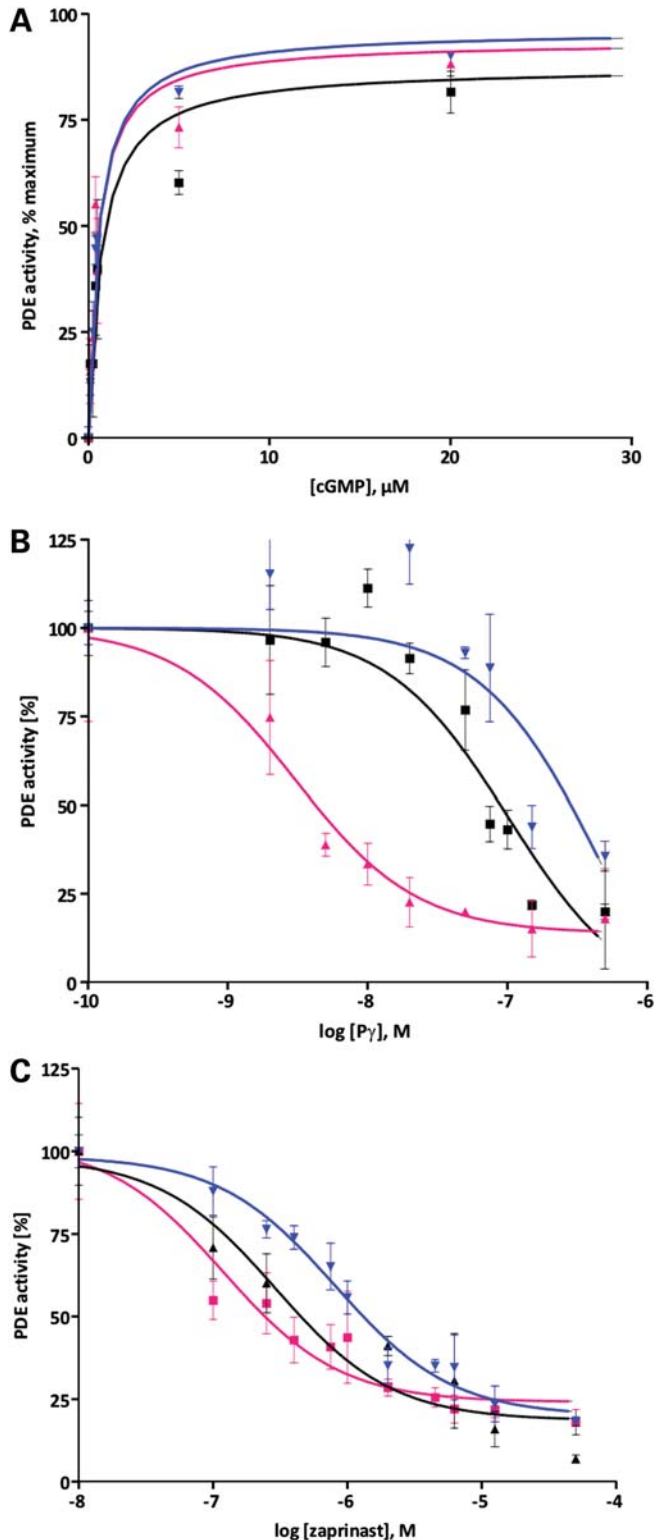 A
100
75
50
25
0
PDE activity, % maximum
0 10 20 30
[cGMP], µM
B
125
100
75
50
25
0
PDE activity [%]
-10 -9 -8 -7 -6
log [Pγ], M
C
125
100
75
50
25
0
PDE activity [%]
-8 -7 -6 -5 -4
log [zaprinast], M